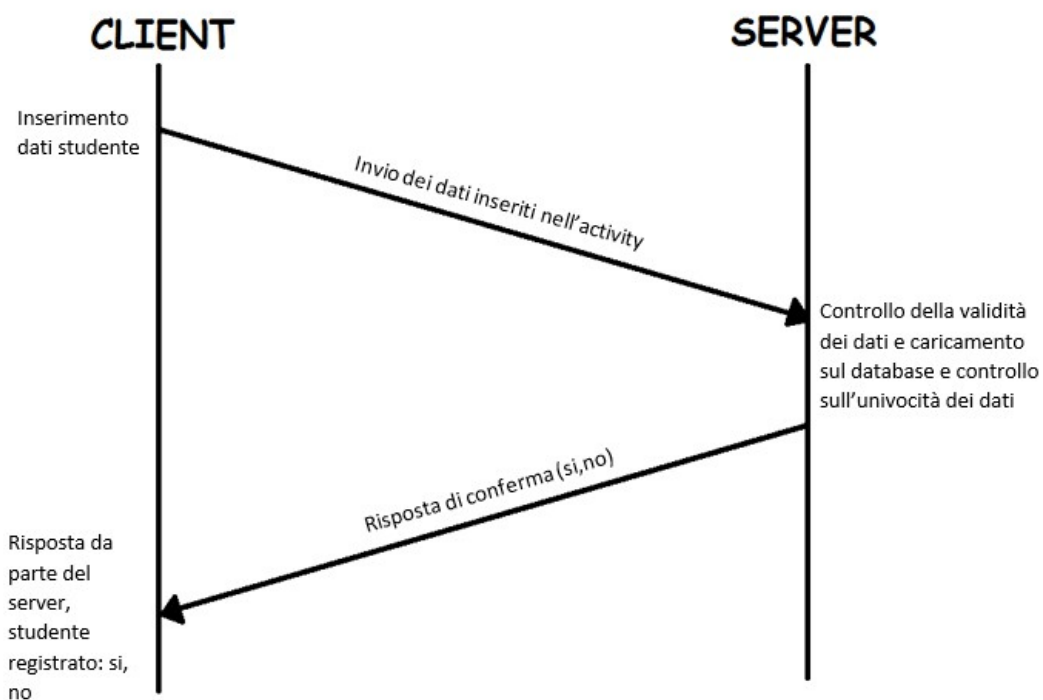 CLIENT
SERVER
Inserimento
dati studente
Invio dei dati inseriti nell'activity
Controllo della validità
dei dati e caricamento
sul database e controllo
sull'univocità dei dati
Risposta di conferma (si,no)
Risposta da
parte del
server,
studente
registrato: si,
no